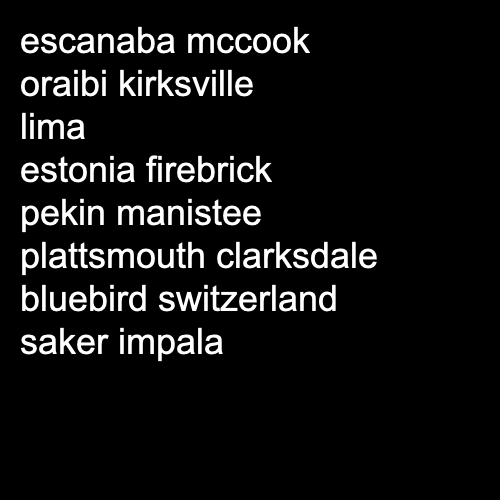 escanaba mccook
oraibi kirksville
lima
estonia firebrick
pekin manistee
plattsmouth clarksdale
bluebird switzerland
saker impala